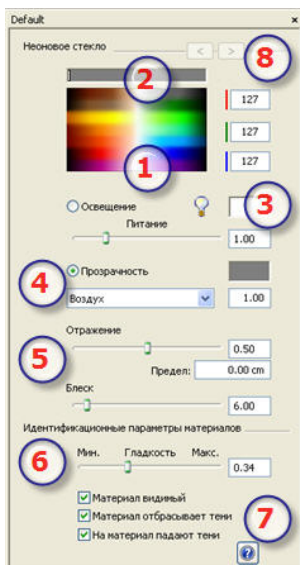 Default x
Неоновое стекло < > 8
2
127
127
1 127
Освещение 3
Питание
1.00
4 Прозрачность
Воздух 1.00
Отражение
5 0.50
Предел: 0.00 cm
Блеск
6.00
Идентификационные параметры материалов
6 Мин. Гладкость Макс.
0.34
Материал видимый
Материал отбрасывает тени 7
На материал падают тени
?